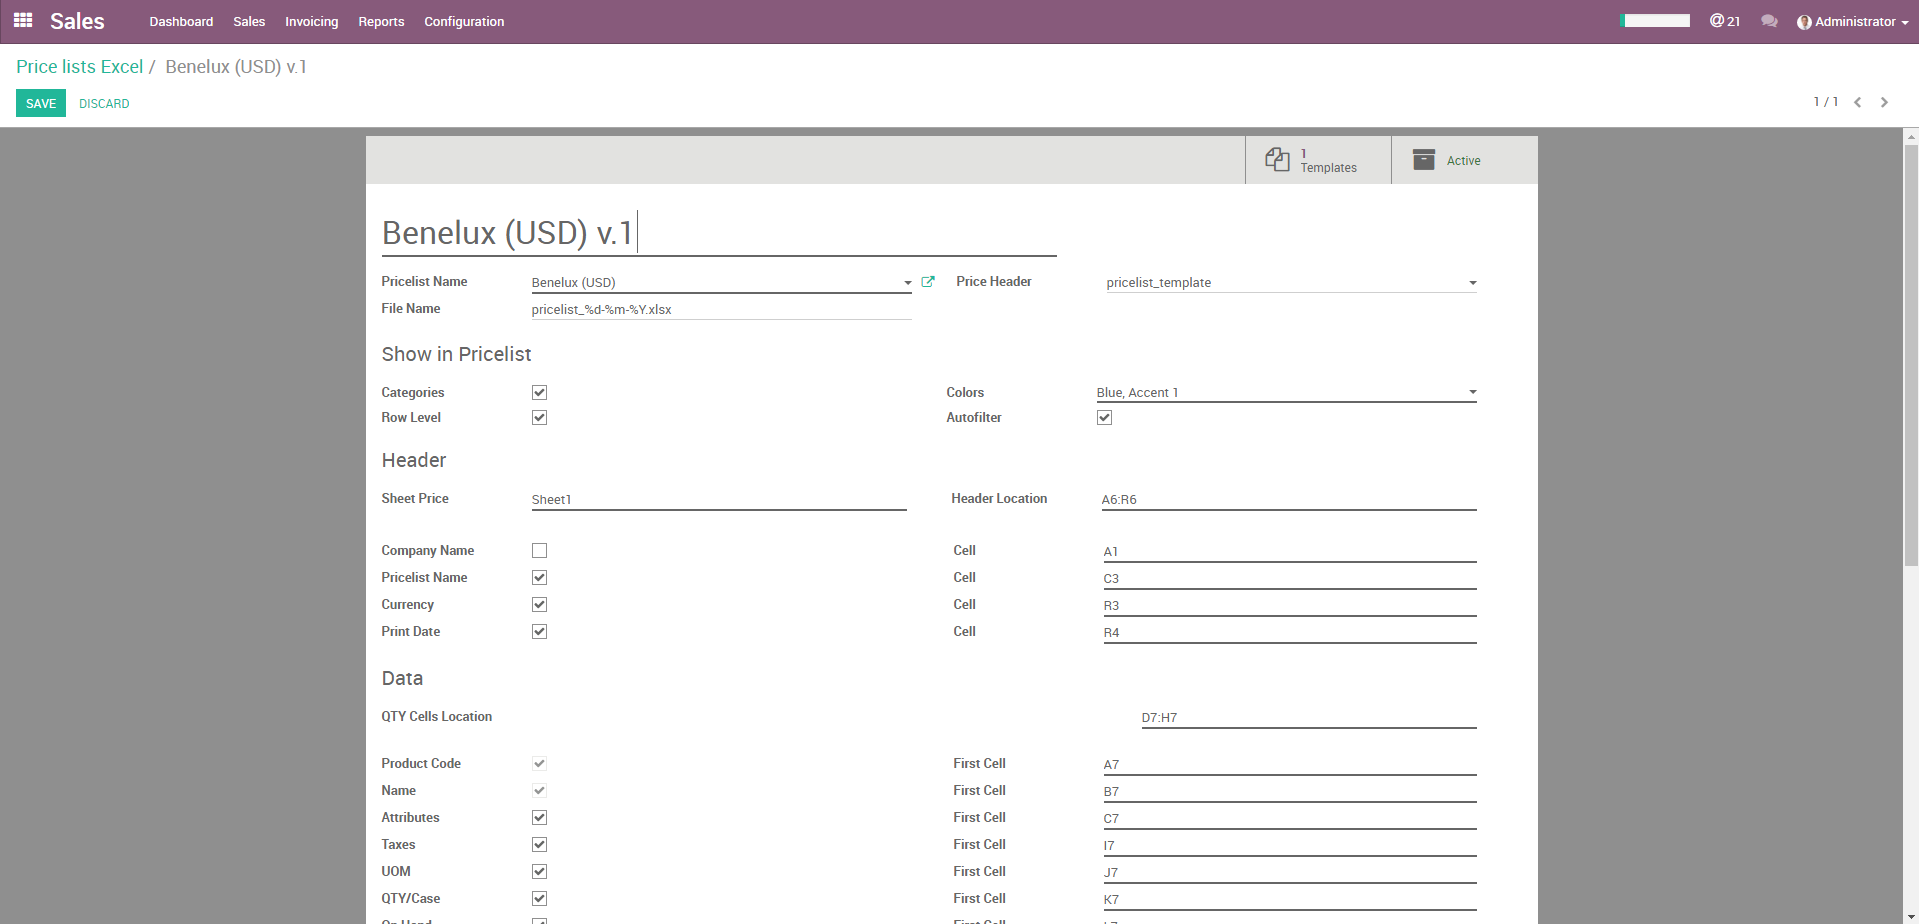 Sales Dashboard Sales Invoicing Reports Configuration @ 21 Administrator
Price lists Excel / Benelux (USD) v.1
SAVE DISCARD 1 / 1
1
Templates Active
Benelux (USD) v.1
Pricelist Name Benelux (USD) Price Header pricelist_template
File Name pricelist_%d-%m-%Y.xlsx
Show in Pricelist
Categories Colors Blue, Accent 1
Row Level Autofilter
Header
Sheet Price Sheet1 Header Location A6:R6
Company Name Cell A1
Pricelist Name Cell C3
Currency Cell R3
Print Date Cell R4
Data
QTY Cells Location D7:H7
Product Code First Cell A7
Name First Cell B7
Attributes First Cell C7
Taxes First Cell I7
UOM First Cell J7
QTY/Case First Cell K7
On Hand First Cell L7